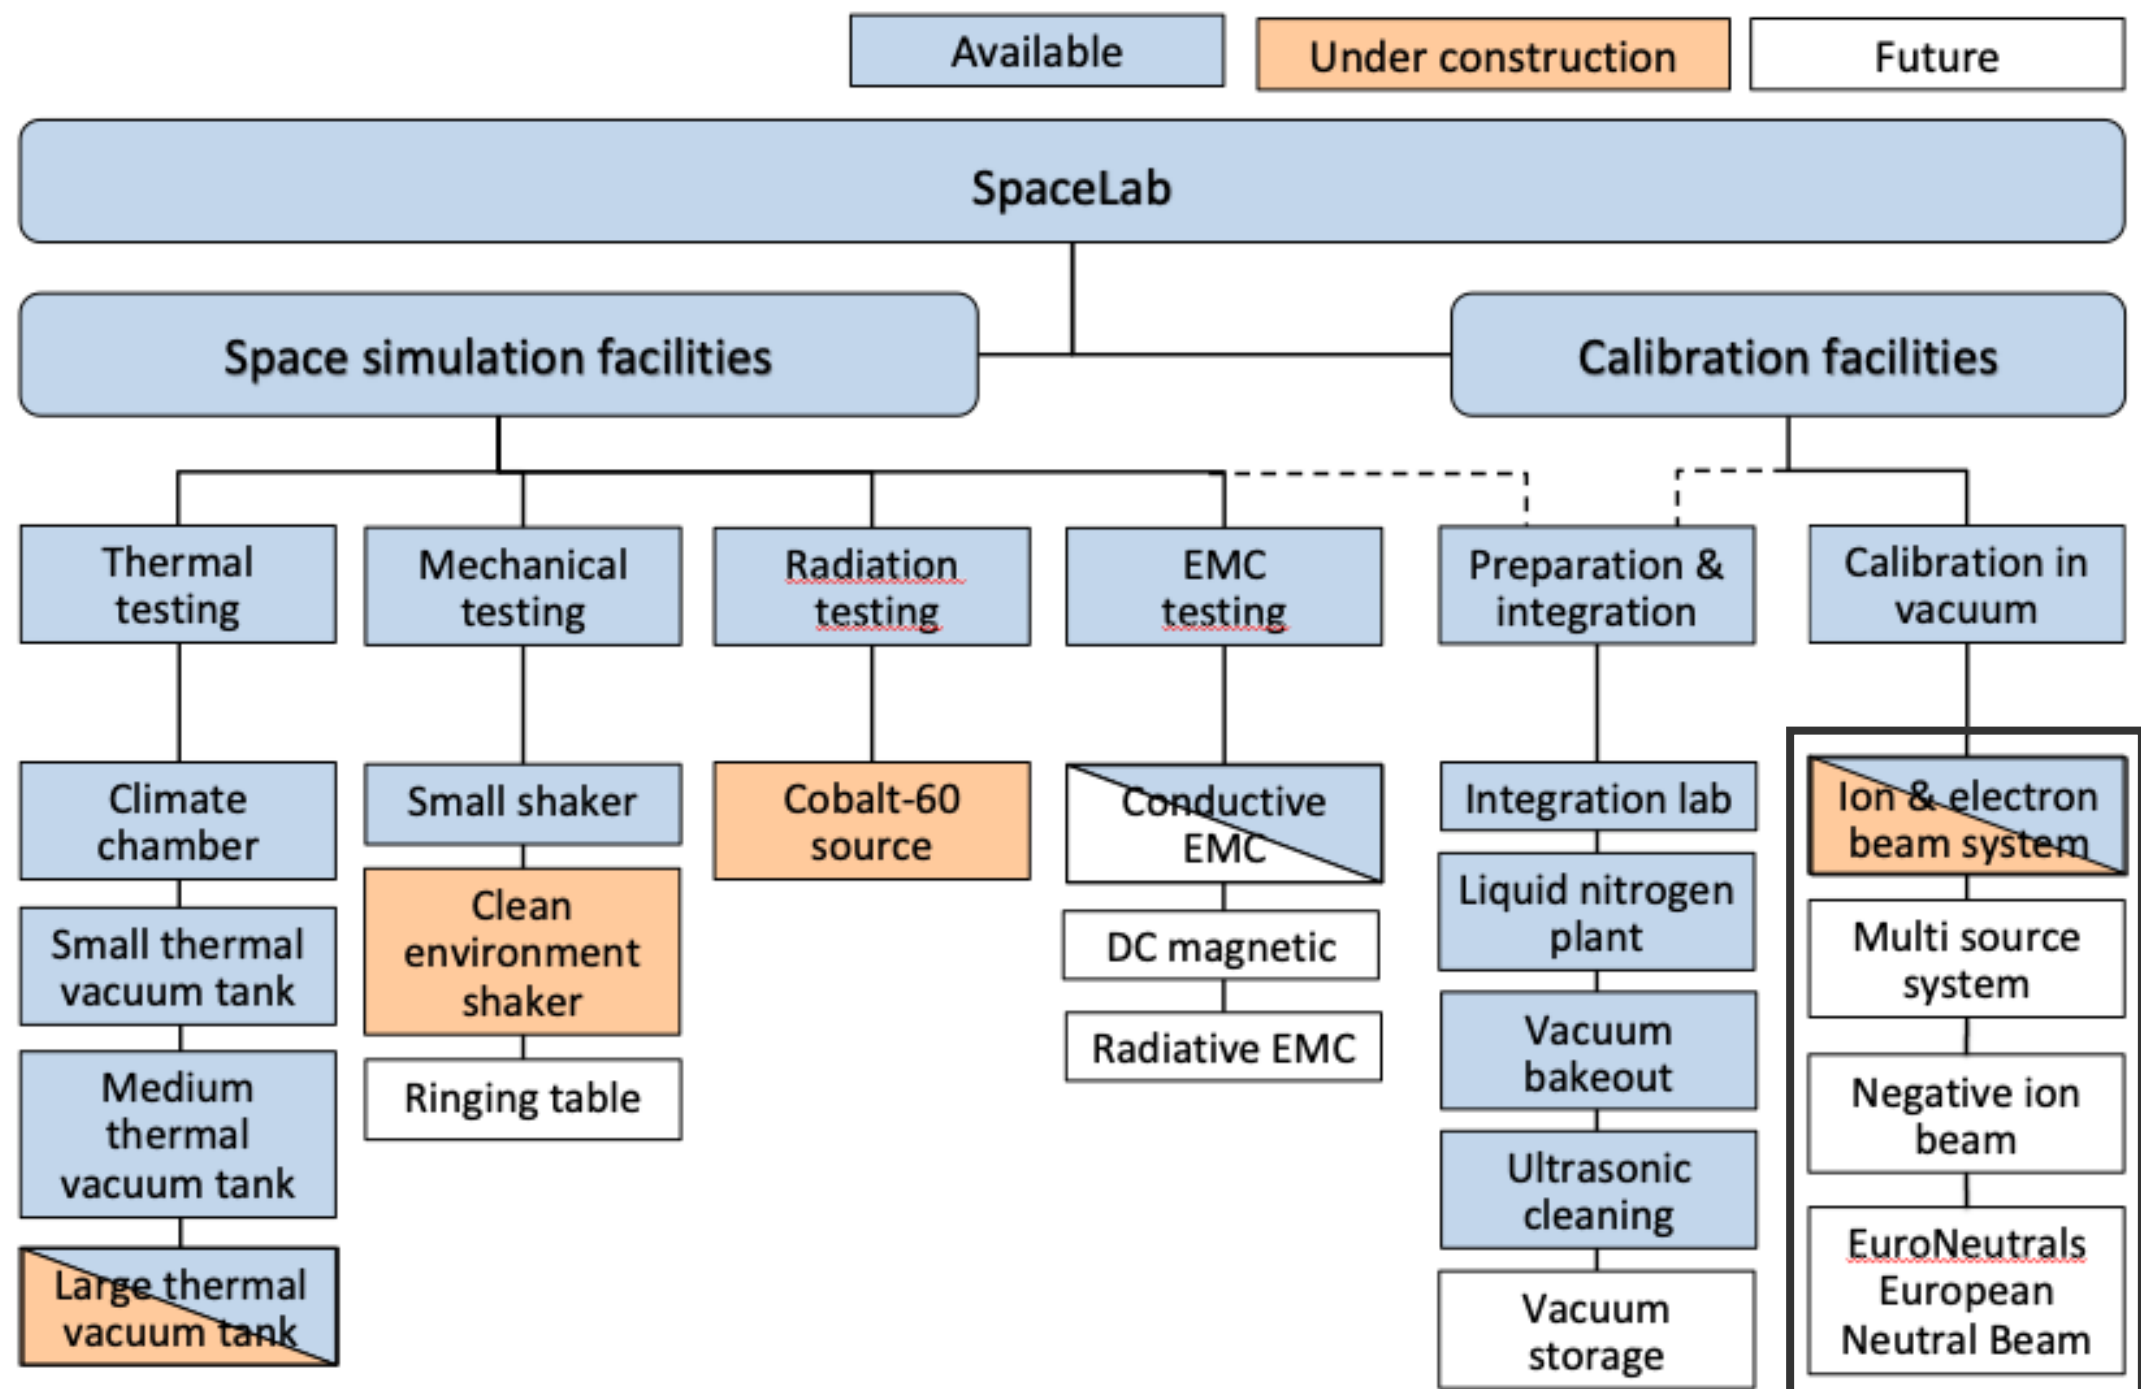 Available
Under construction
Future
SpaceLab
Space simulation facilities
Calibration facilities
Thermal
testing
Mechanical
testing
Radiation
testing
EMC
testing
Preparation &
integration
Calibration in
vacuum
Climate
chamber
Small thermal
vacuum tank
Medium
thermal
vacuum tank
Large thermal
vacuum tank
Small shaker
Clean
environment
shaker
Ringing table
Cobalt-60
source
Conductive
EMC
DC magnetic
Radiative EMC
Integration lab
Liquid nitrogen
plant
Vacuum
bakeout
Ultrasonic
cleaning
Vacuum
storage
Ion & electron
beam system
Multi source
system
Negative ion
beam
EuroNeutrals
European
Neutral Beam